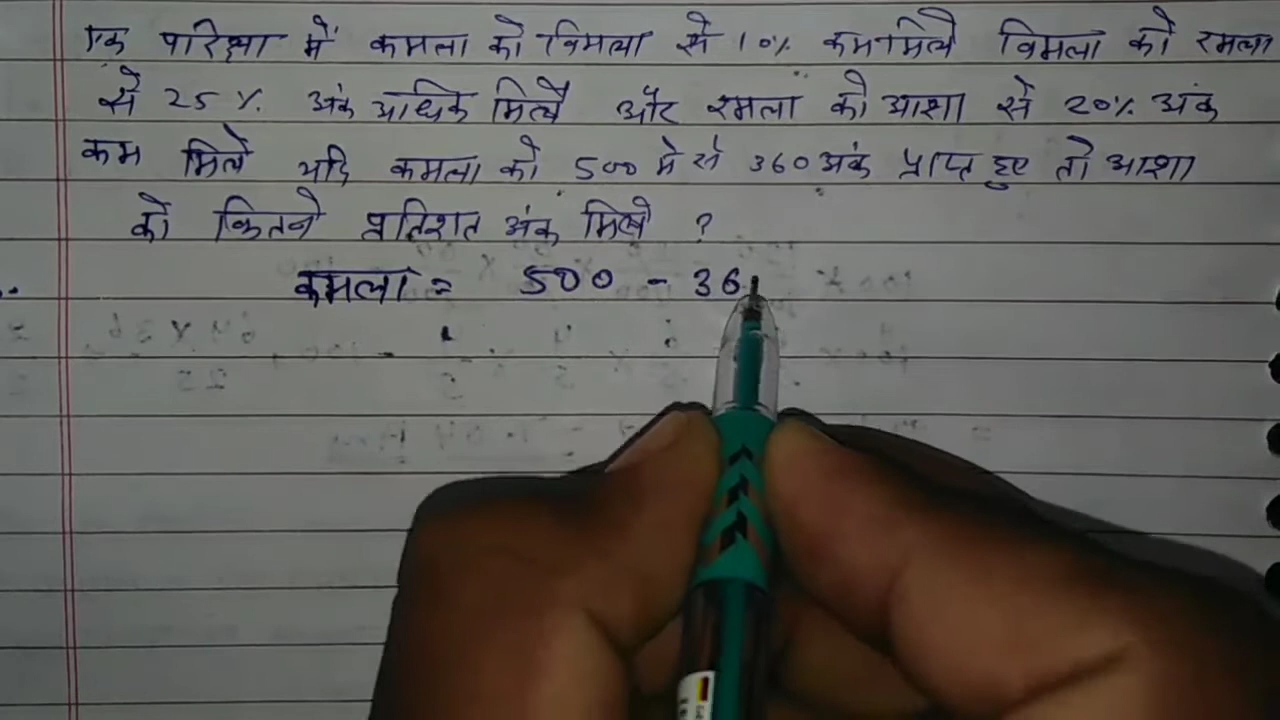 एक परिक्षा में कमला को विमला से 10% कम मिले विमला को रमला
से 25% अंक अधिक मिले और रमला को आशा से 20% अंक
कम मिले यदि कमला को 500 मे से 360 अंक प्राप्त हुए तो आशा
को कितने प्रतिशत अंक मिले ?
कमला = 500 - 36